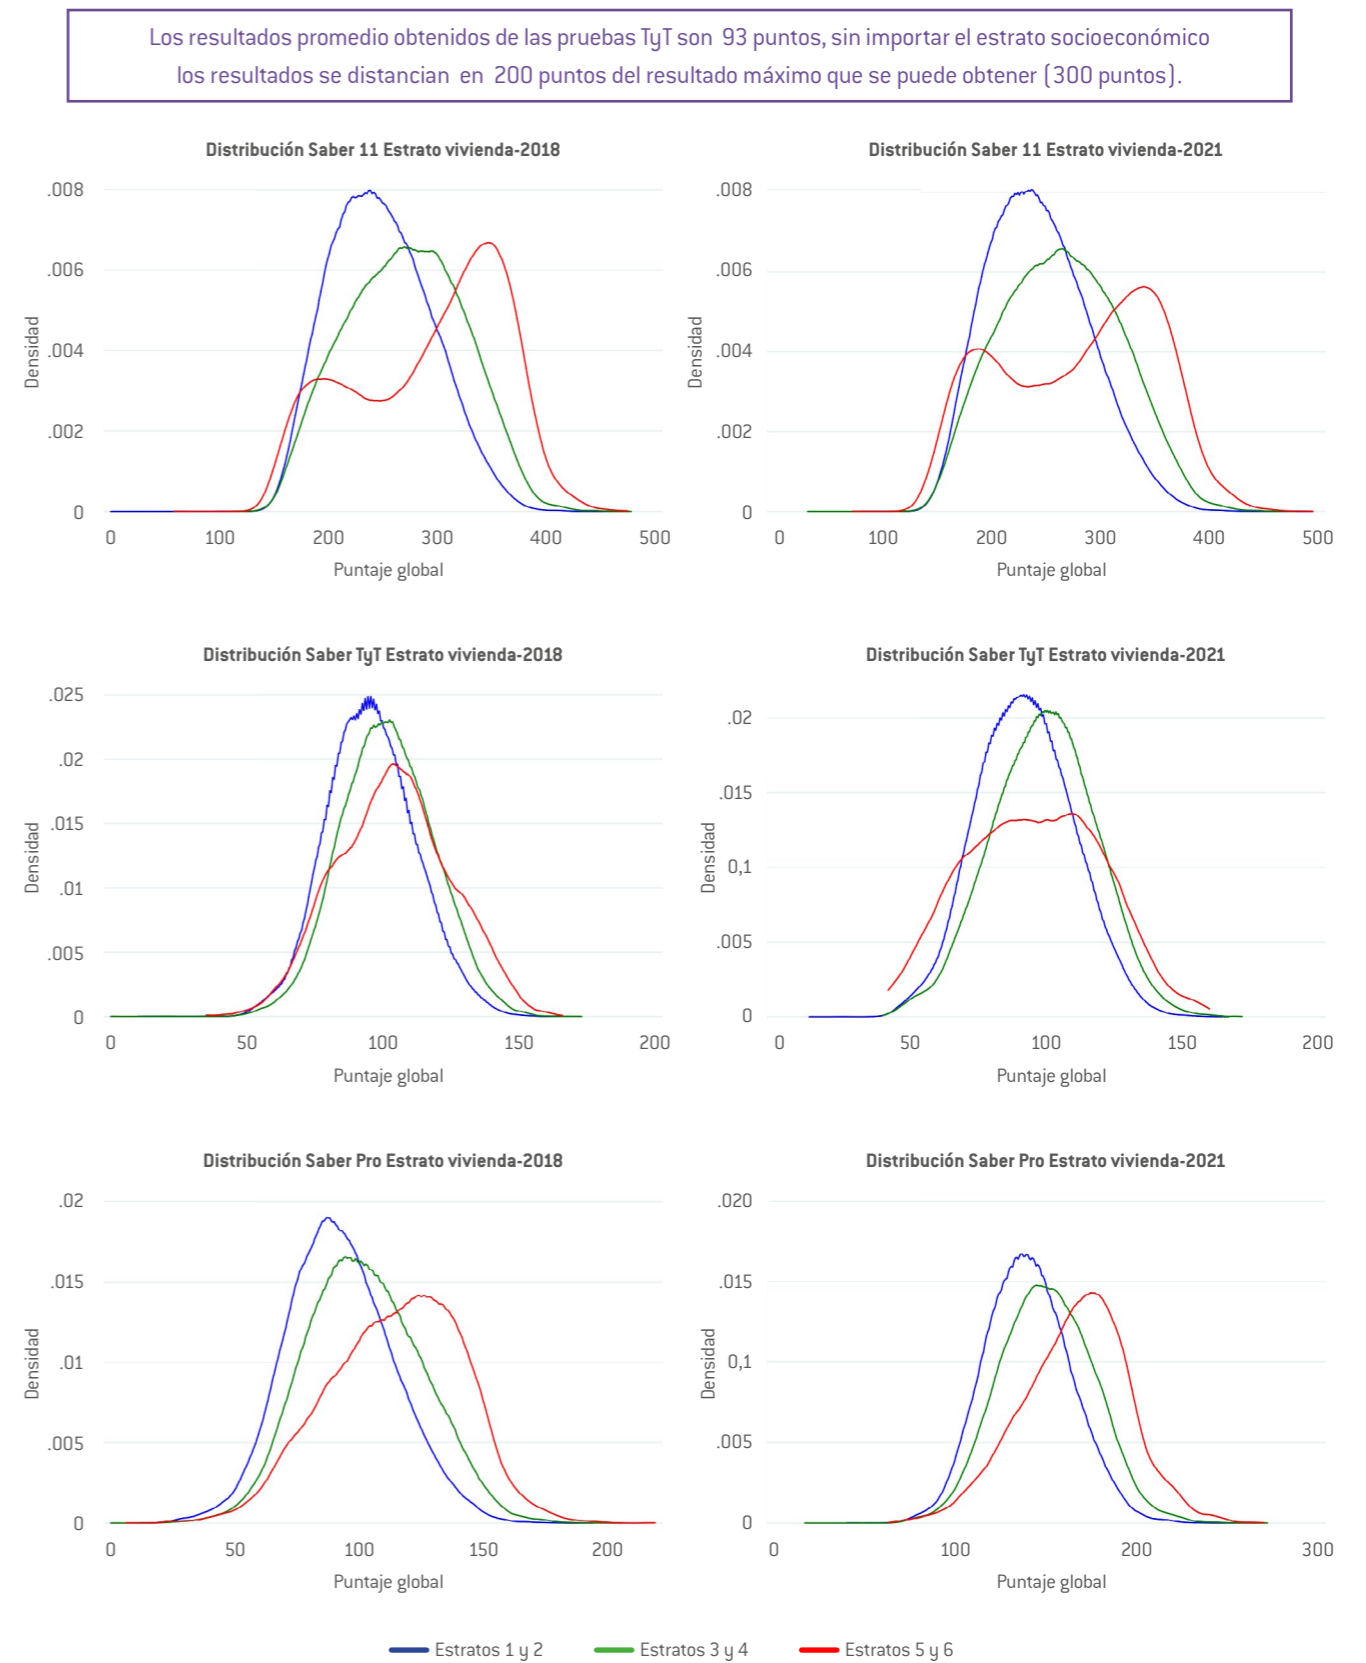 Los resultados promedio obtenidos de las pruebas TyT son 93 puntos, sin importar el estrato socioeconómico
los resultados se distancian en 200 puntos del resultado máximo que se puede obtener (300 puntos).
Distribución Saber 11 Estrato vivienda-2018
.008
.006
.004
.002
0
Densidad
0 100 200 300 400 500
Puntaje global
Distribución Saber 11 Estrato vivienda-2021
.008
.006
.004
.002
0
Densidad
0 100 200 300 400 500
Puntaje global
Distribución Saber TyT Estrato vivienda-2018
.025
.02
.015
.01
.005
0
Densidad
0 50 100 150 200
Puntaje global
Distribución Saber TyT Estrato vivienda-2021
.02
.015
0,1
.005
0
Densidad
0 50 100 150 200
Puntaje global
Distribución Saber Pro Estrato vivienda-2018
.02
.015
.01
.005
0
Densidad
0 50 100 150 200
Puntaje global
Distribución Saber Pro Estrato vivienda-2021
.020
.015
0,1
.005
0
Densidad
0 100 200 300
Puntaje global
Estratos 1 y 2 Estratos 3 y 4 Estratos 5 y 6